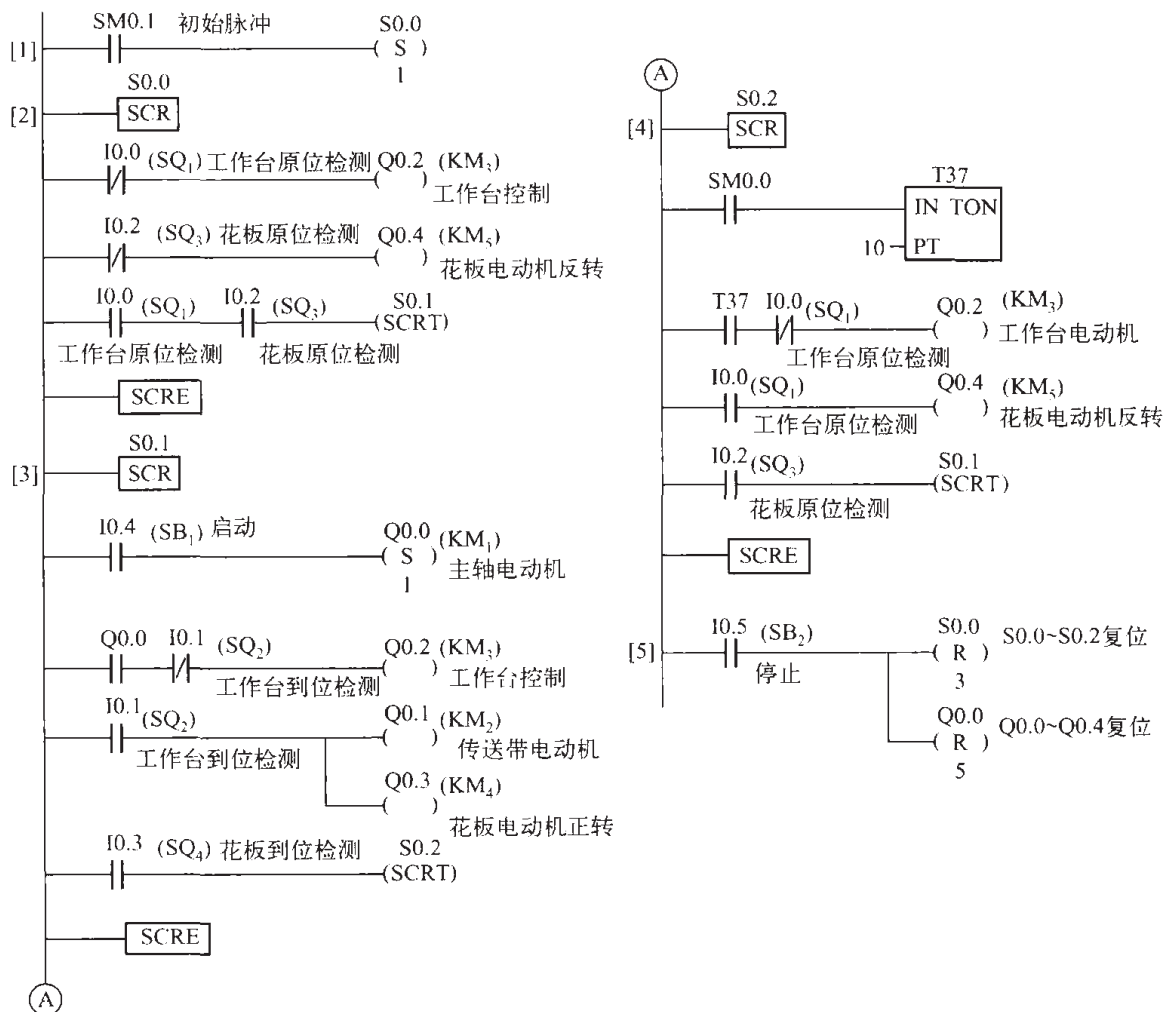 SM0.1 初始脉冲 S0.0
[1] S
1
S0.0
[2] SCR
I0.0 (SQ1) 工作台原位检测 Q0.2 (KM3)
工作台控制
I0.2 (SQ3) 花板原位检测 Q0.4 (KM5)
花板电动机反转
I0.0 (SQ1) I0.2 (SQ3) S0.1
(SCRT)
工作台原位检测 花板原位检测
SCRE
S0.1
[3] SCR
I0.4 (SB1) 启动 Q0.0 (KM1)
S
主轴电动机
1
Q0.0 I0.1 (SQ2) Q0.2 (KM3)
工作台到位检测 工作台控制
I0.1 (SQ2) Q0.1 (KM2)
工作台到位检测 传送带电动机
Q0.3 (KM4)
花板电动机正转
I0.3 (SQ4) 花板到位检测 S0.2
(SCRT)
SCRE
A
A
S0.2
[4] SCR
SM0.0 T37
IN TON
10 PT
T37 I0.0 (SQ1) Q0.2 (KM3)
工作台原位检测 工作台电动机
I0.0 (SQ1) Q0.4 (KM5)
工作台原位检测 花板电动机反转
I0.2 (SQ3) S0.1
(SCRT)
花板原位检测
SCRE
[5] I0.5 (SB2) S0.0 S0.0~S0.2复位
停止 R
3
Q0.0 Q0.0~Q0.4复位
R
5